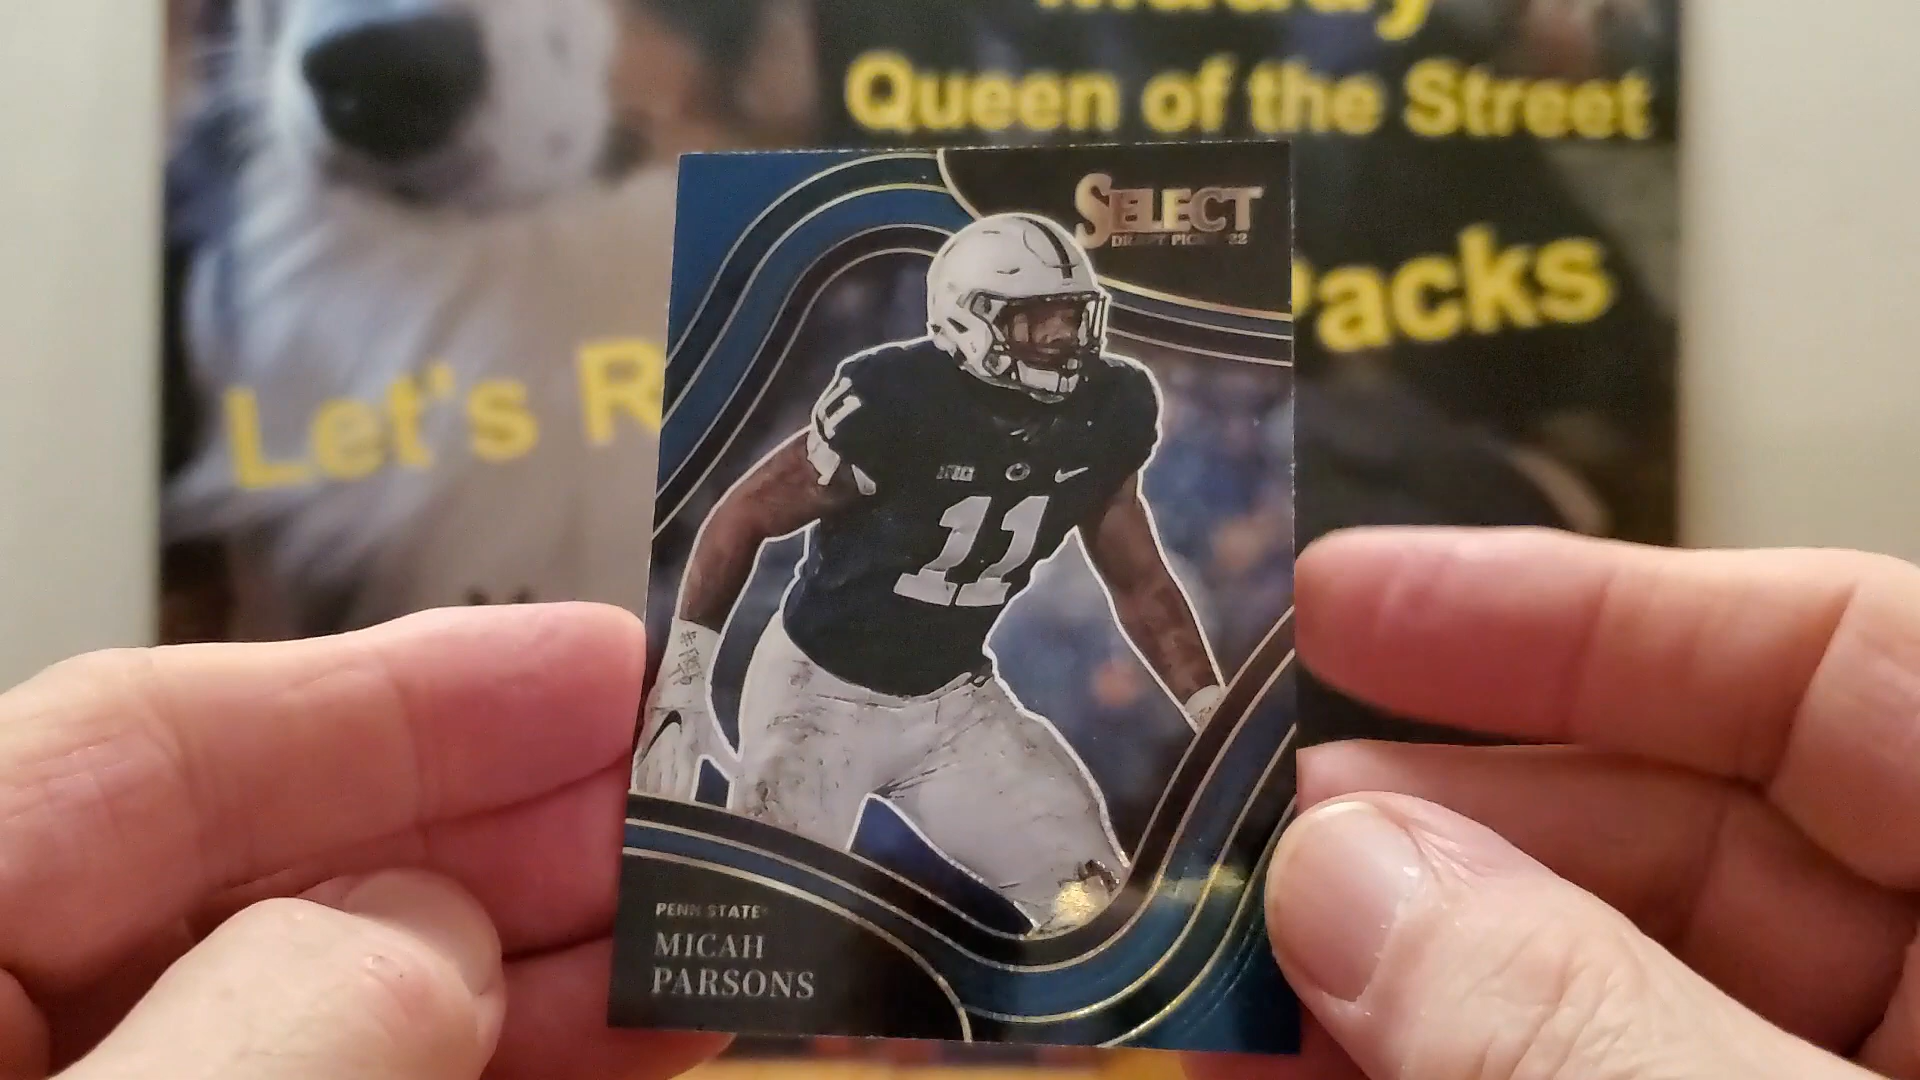 Queen of the Street
Let's R
Packs
SELECT
DRAFT PICKS 22
11
11
PENN STATE
MICAH
PARSONS